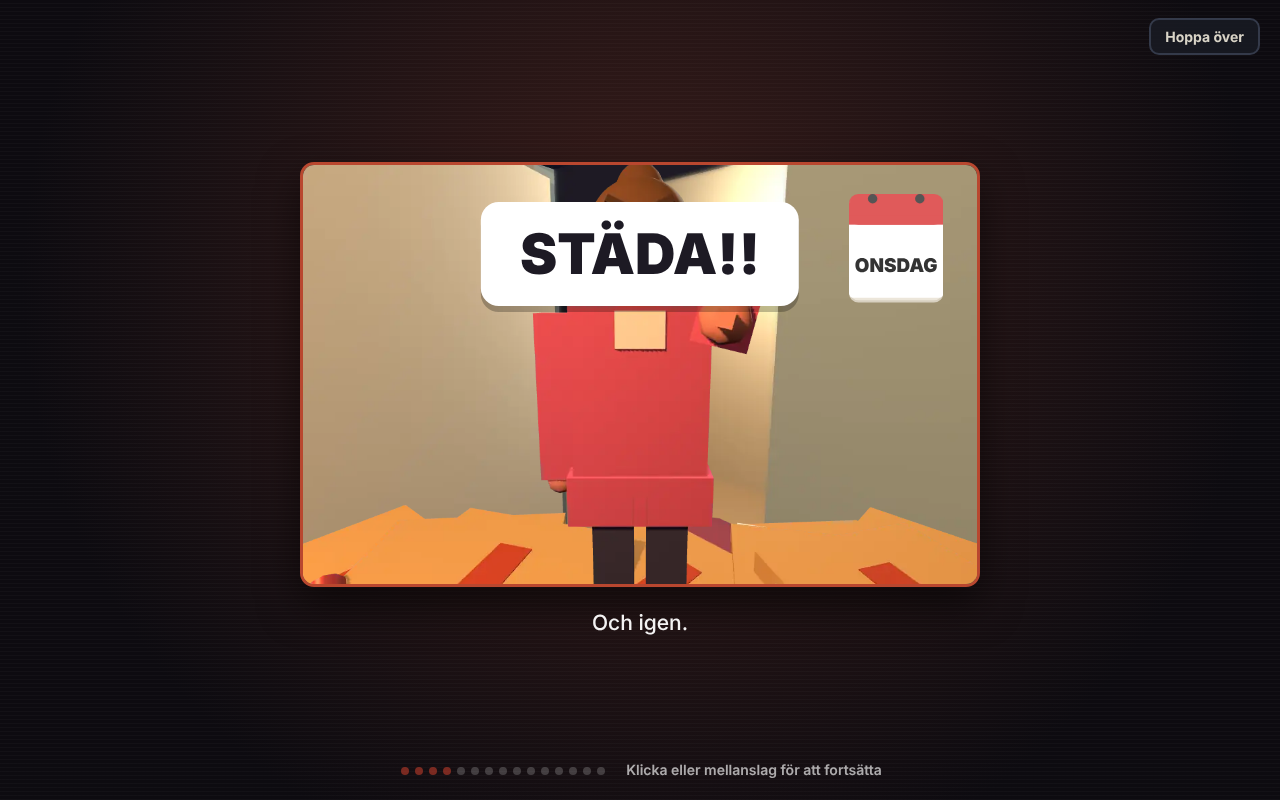 Hoppa över
STÄDA!!
ONSDAG
Och igen.
Klicka eller mellanslag för att fortsätta